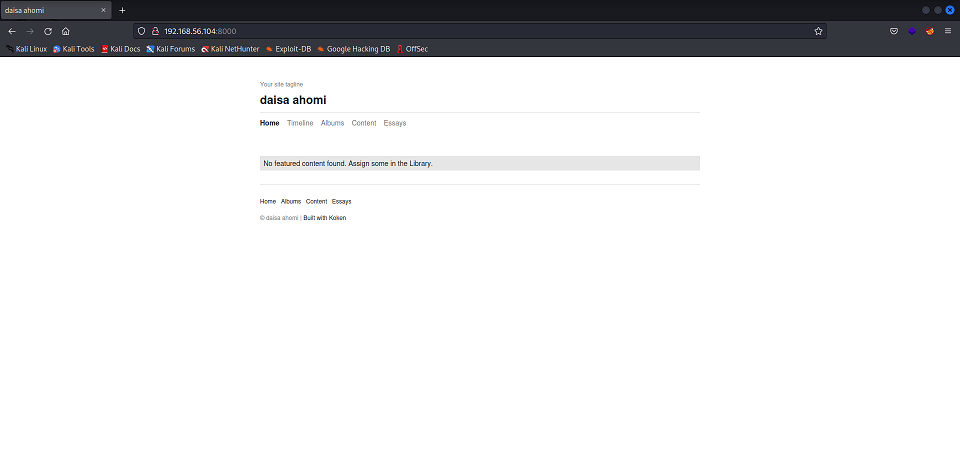 daisa ahomi
192.168.56.104:8000
Kali Linux Kali Tools Kali Docs Kali Forums Kali NetHunter Exploit-DB Google Hacking DB OffSec
Your site tagline
daisa ahomi
Home Timeline Albums Content Essays
No featured content found. Assign some in the Library.
Home Albums Content Essays
© daisa ahomi | Built with Koken